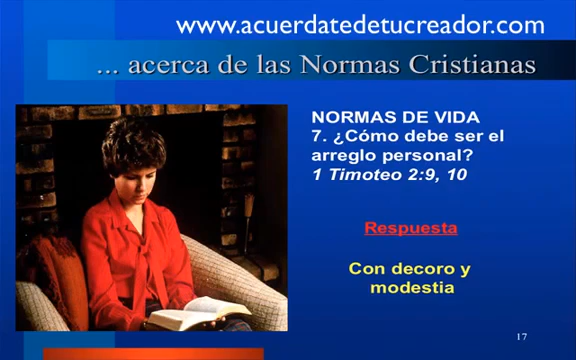 www.acuerdatedetucreador.com
... acerca de las Normas Cristianas
NORMAS DE VIDA
7. ¿Cómo debe ser el
arreglo personal?
1 Timoteo 2:9, 10
Respuesta
Con decoro y
modestia
17